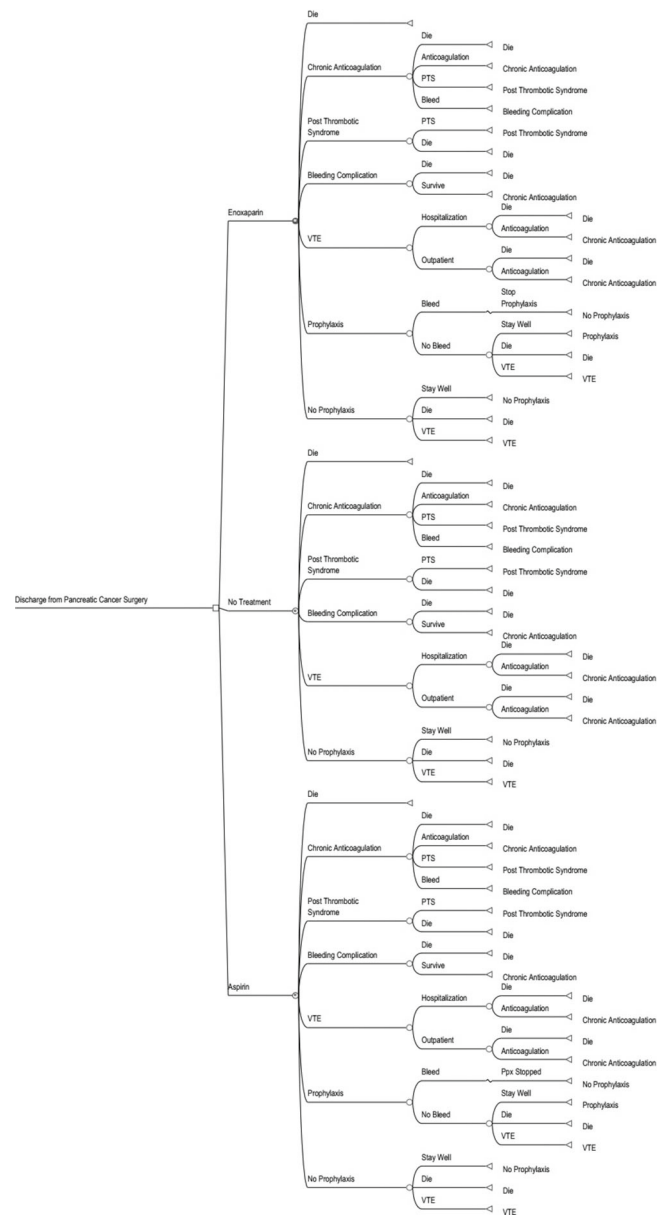 Die
Die
Die
Chronic Anticoagulation
Anticoagulation
Chronic Anticoagulation
PTS
Post Thrombotic Syndrome
Bleed
Bleeding Complication
Post Thrombotic
Syndrome
PTS
Post Thrombotic Syndrome
Die
Die
Bleeding Complication
Die
Die
Survive
Chronic Anticoagulation
Enoxaparin
VTE
Hospitalization
Die
Die
Anticoagulation
Chronic Anticoagulation
Outpatient
Die
Die
Anticoagulation
Chronic Anticoagulation
Prophylaxis
Bleed
Stop
Prophylaxis
No Prophylaxis
No Bleed
Stay Well
Prophylaxis
Die
Die
VTE
VTE
No Prophylaxis
Stay Well
No Prophylaxis
Die
Die
VTE
VTE
Discharge from Pancreatic Cancer Surgery
No Treatment
Die
Chronic Anticoagulation
Die
Die
Anticoagulation
Chronic Anticoagulation
PTS
Post Thrombotic Syndrome
Bleed
Bleeding Complication
Post Thrombotic
Syndrome
PTS
Post Thrombotic Syndrome
Die
Die
Bleeding Complication
Die
Die
Survive
Chronic Anticoagulation
VTE
Hospitalization
Die
Die
Anticoagulation
Chronic Anticoagulation
Outpatient
Die
Die
Anticoagulation
Chronic Anticoagulation
No Prophylaxis
Stay Well
No Prophylaxis
Die
Die
VTE
VTE
Aspirin
Die
Chronic Anticoagulation
Die
Die
Anticoagulation
Chronic Anticoagulation
PTS
Post Thrombotic Syndrome
Bleed
Bleeding Complication
Post Thrombotic
Syndrome
PTS
Post Thrombotic Syndrome
Die
Die
Bleeding Complication
Die
Die
Survive
Chronic Anticoagulation
VTE
Hospitalization
Die
Die
Anticoagulation
Chronic Anticoagulation
Outpatient
Die
Die
Anticoagulation
Chronic Anticoagulation
Prophylaxis
Bleed
Ppx Stopped
No Prophylaxis
No Bleed
Stay Well
Prophylaxis
Die
Die
VTE
VTE
No Prophylaxis
Stay Well
No Prophylaxis
Die
Die
VTE
VTE